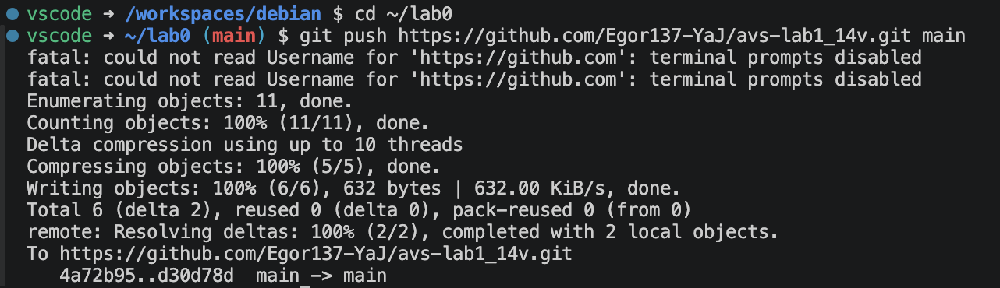 vscode → /workspaces/debian $ cd ~/lab0
vscode → ~/lab0 (main) $ git push https://github.com/Egor137-YaJ/avs-lab1_14v.git main
fatal: could not read Username for 'https://github.com': terminal prompts disabled
fatal: could not read Username for 'https://github.com': terminal prompts disabled
Enumerating objects: 11, done.
Counting objects: 100% (11/11), done.
Delta compression using up to 10 threads
Compressing objects: 100% (5/5), done.
Writing objects: 100% (6/6), 632 bytes | 632.00 KiB/s, done.
Total 6 (delta 2), reused 0 (delta 0), pack-reused 0 (from 0)
remote: Resolving deltas: 100% (2/2), completed with 2 local objects.
To https://github.com/Egor137-YaJ/avs-lab1_14v.git
   4a72b95..d30d78d  main -> main